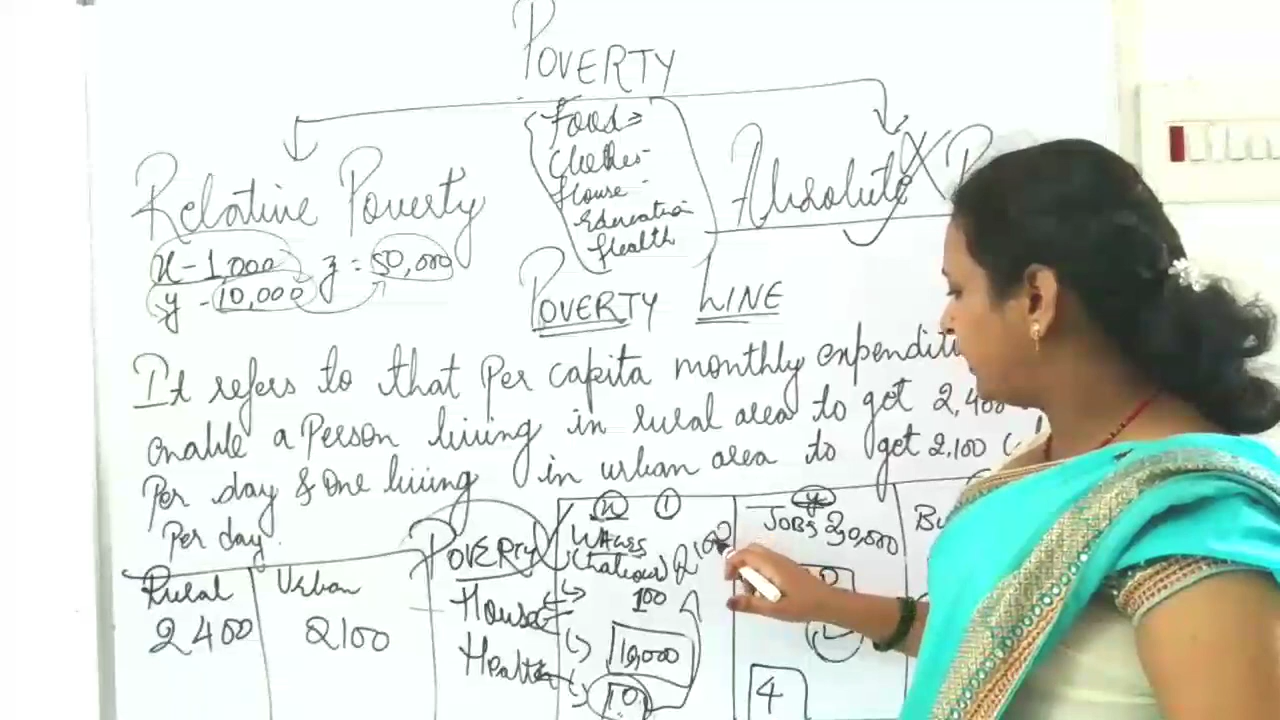 POVERTY
Food
Clothes
House
Education
Health
Relative Poverty
Absolute
x - 1,000 z = 50,000
y - 10,000
POVERTY LINE
It refers to that Per capita monthly expendit
enable a Person living in rural area to get 2,400
Per day & One living in urban area to get 2,100
Per day.
Rural
2400
Urban
2100
POVERTY
House
Health
1
WAGES
100
10,000
10
y
JOBS
4
Bu